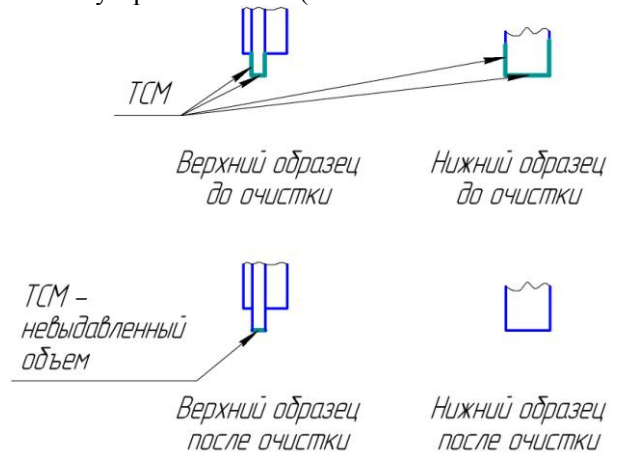 ТСМ
Верхний образец
до очистки
Нижний образец
до очистки
ТСМ –
невыдавленный
объем
Верхний образец
после очистки
Нижний образец
после очистки